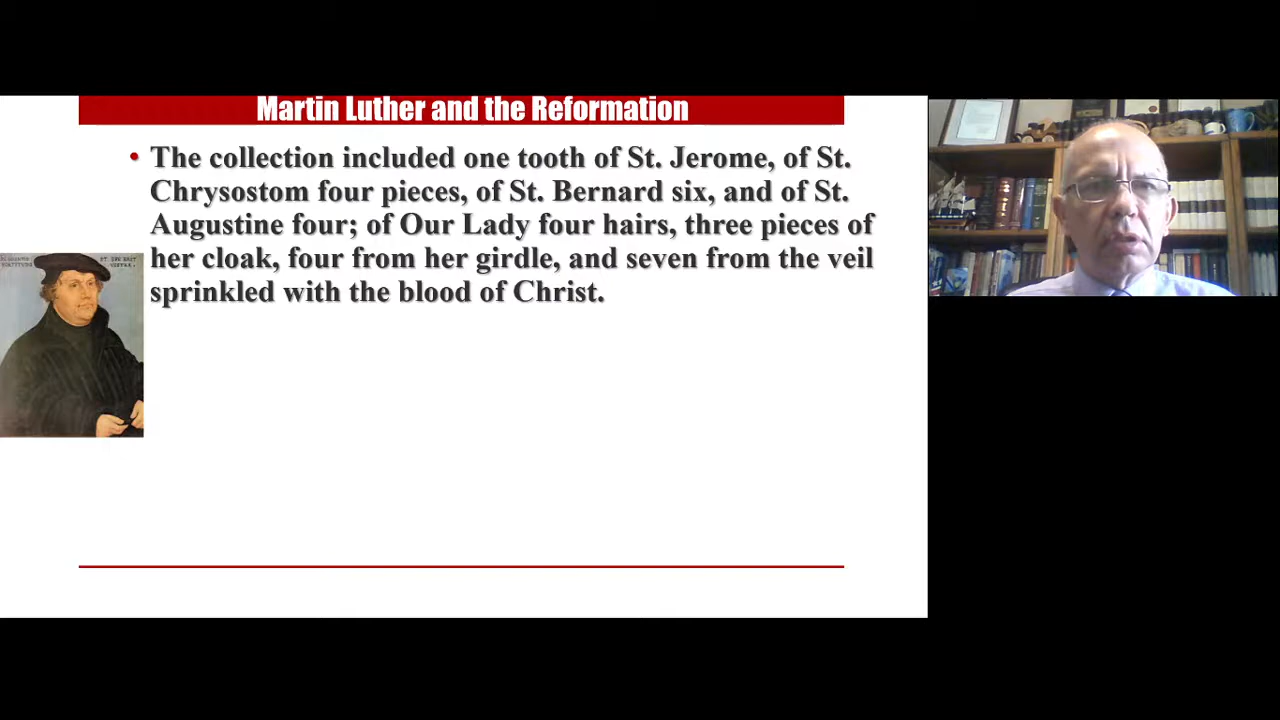 Martin Luther and the Reformation
• The collection included one tooth of St. Jerome, of St.
Chrysostom four pieces, of St. Bernard six, and of St.
Augustine four; of Our Lady four hairs, three pieces of
her cloak, four from her girdle, and seven from the veil
sprinkled with the blood of Christ.